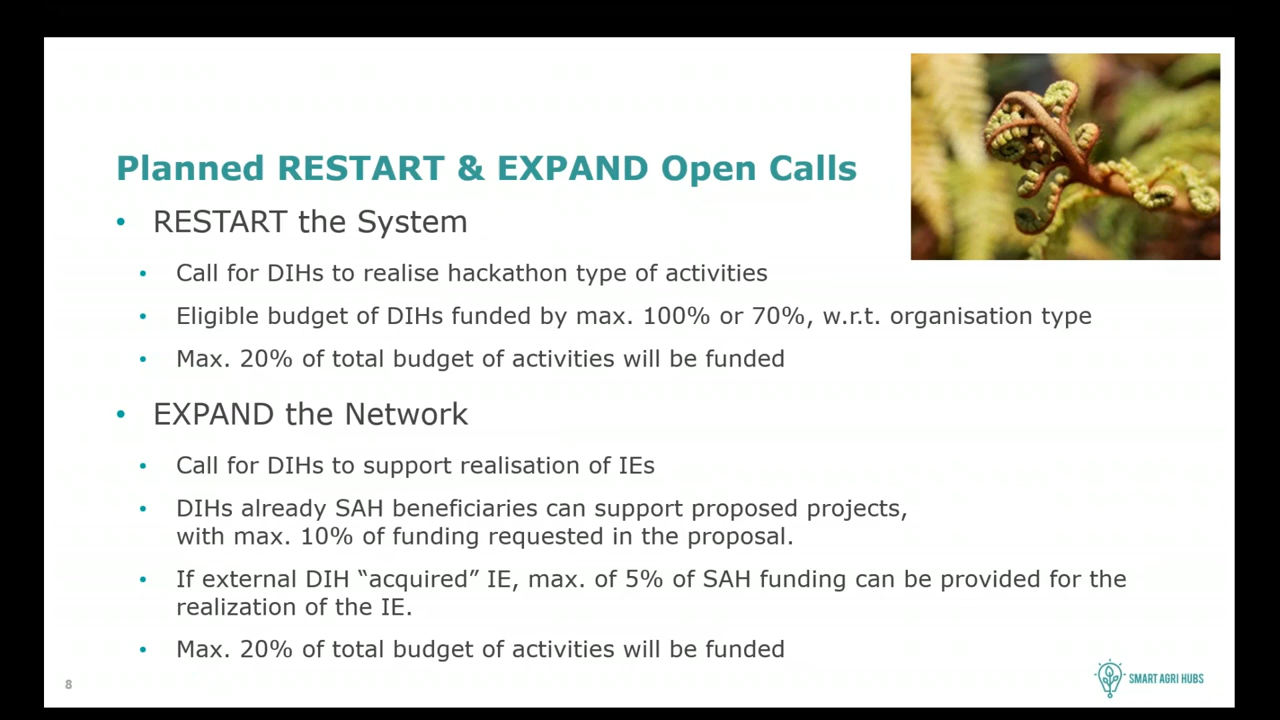 Planned RESTART & EXPAND Open Calls
• RESTART the System
• Call for DIHs to realise hackathon type of activities
• Eligible budget of DIHs funded by max. 100% or 70%, w.r.t. organisation type
• Max. 20% of total budget of activities will be funded
• EXPAND the Network
• Call for DIHs to support realisation of IEs
• DIHs already SAH beneficiaries can support proposed projects,
with max. 10% of funding requested in the proposal.
• If external DIH “acquired” IE, max. of 5% of SAH funding can be provided for the
realization of the IE.
• Max. 20% of total budget of activities will be funded
8
SMART AGRI HUBS